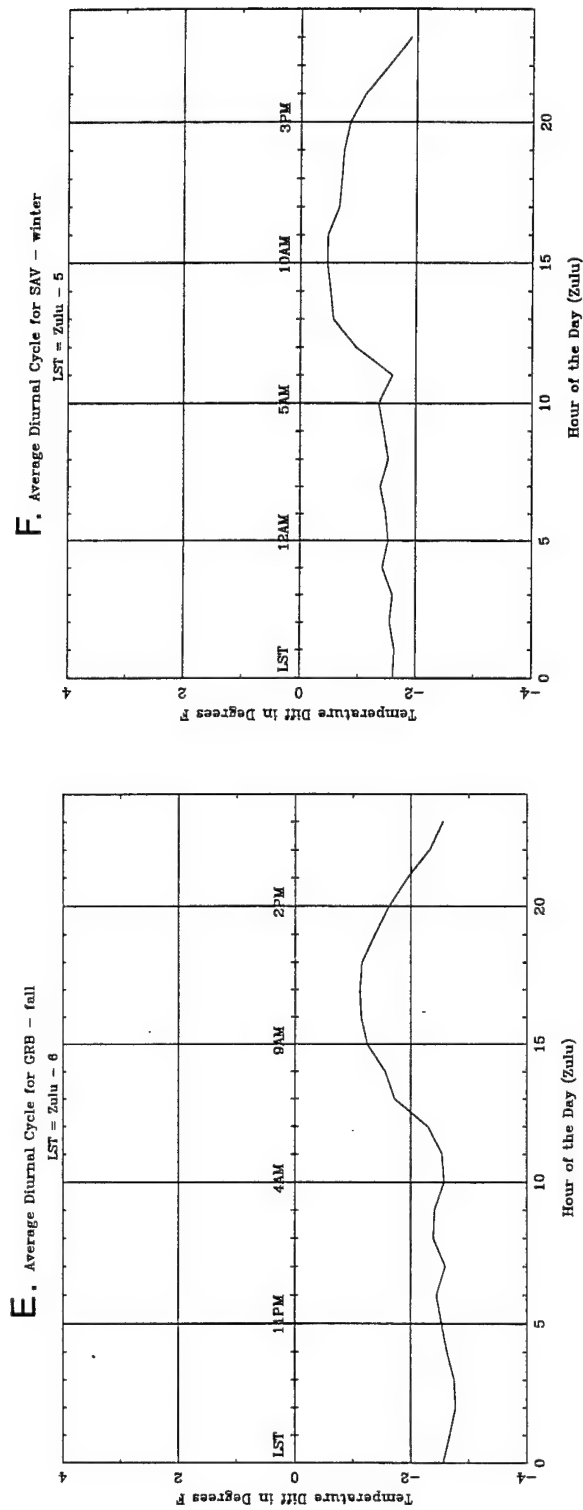 E. Average Diurnal Cycle for GRB - fall
LST = Zulu - 6
4
2
0
-2
-4
Temperature Diff in Degrees F
LST
11PM
4AM
9AM
2PM
0
5
10
15
20
Hour of the Day (Zulu)
F. Average Diurnal Cycle for SAV - winter
LST = Zulu - 5
4
2
0
-2
-4
Temperature Diff in Degrees F
LST
12AM
5AM
10AM
3PM
0
5
10
15
20
Hour of the Day (Zulu)